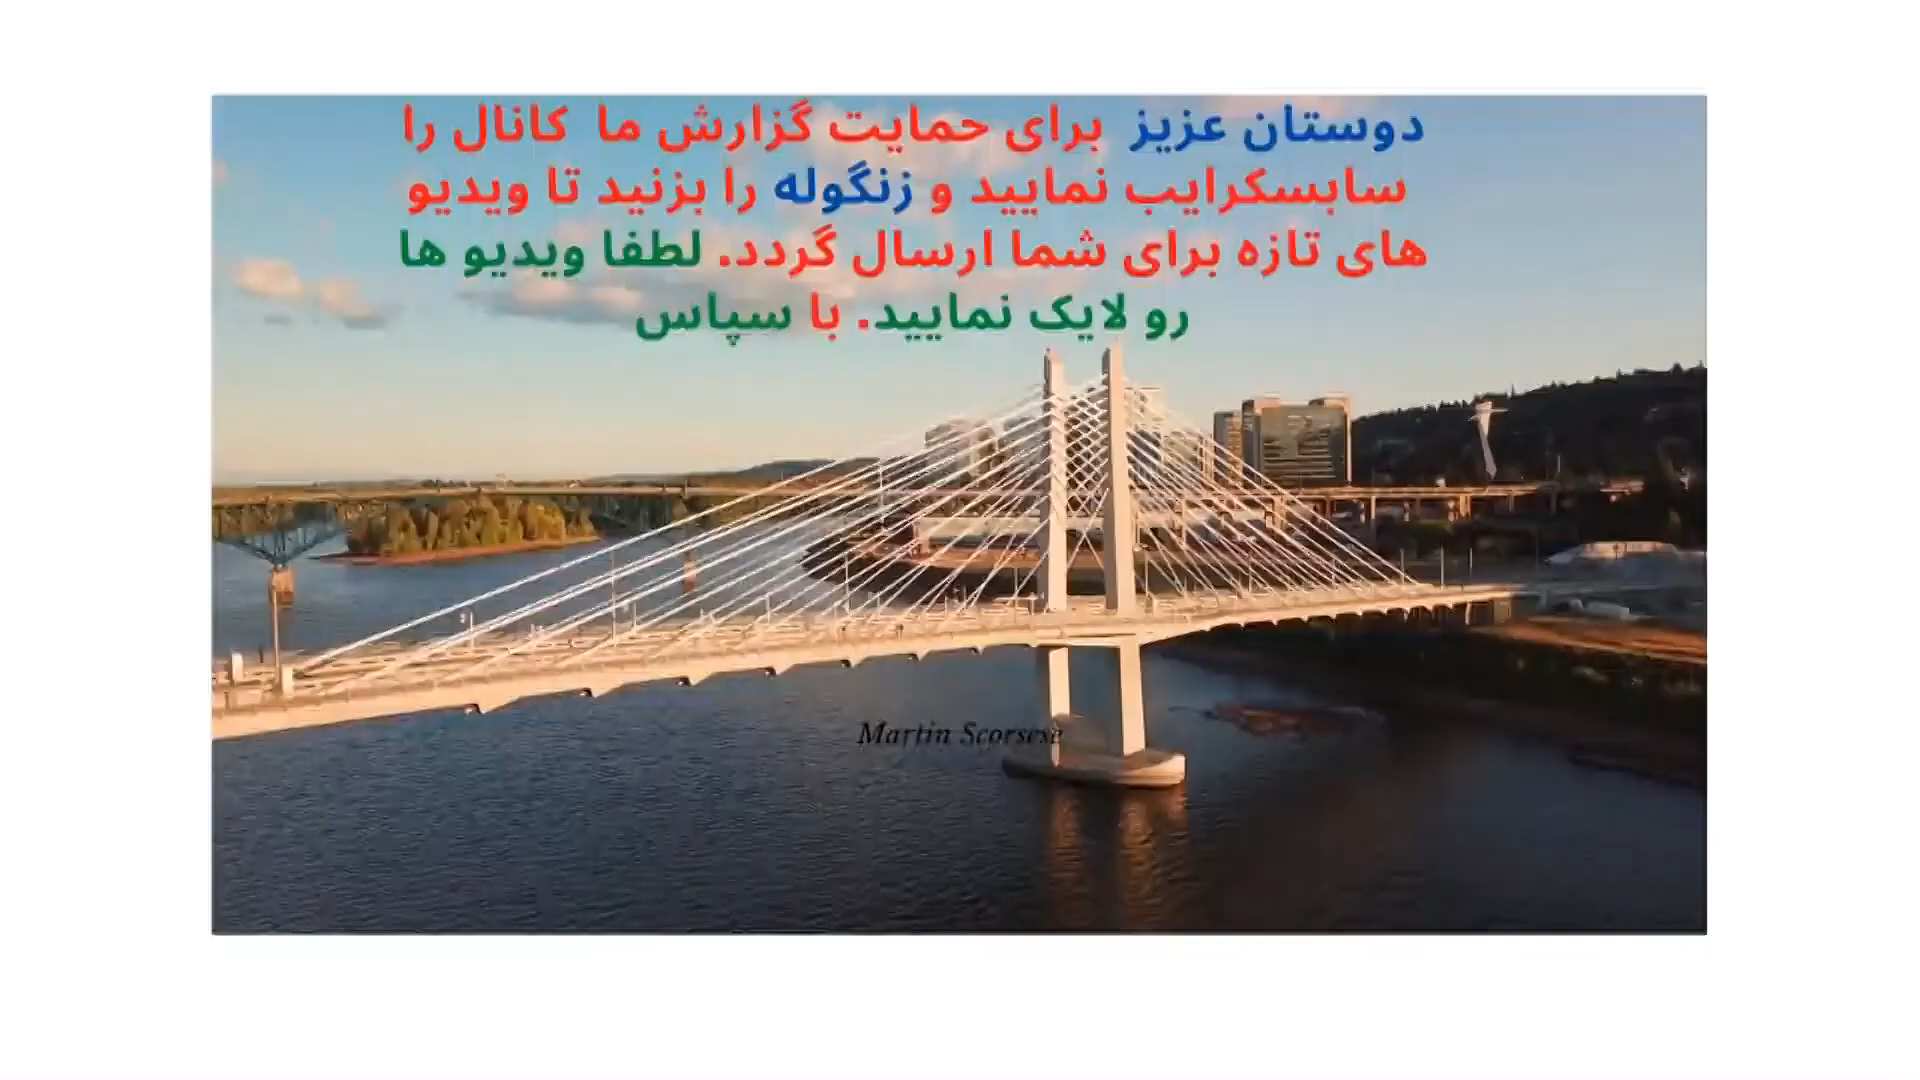 دوستان عزیز برای حمایت گزارش ما کانال را
سابسکرایب نمایید و زنگوله را بزنید تا ویدیو
های تازه برای شما ارسال گردد. لطفا ویدیو ها
رو لایک نمایید. با سپاس
Martin Scorsese